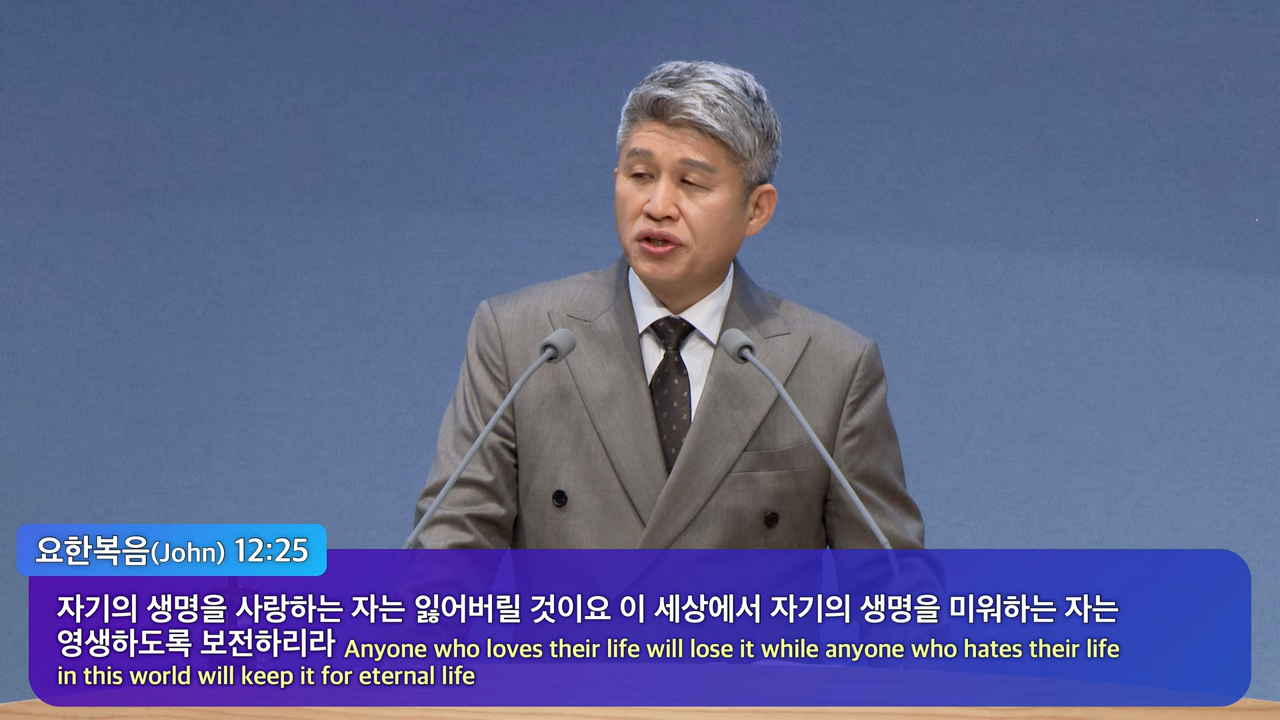 요한복음(John) 12:25
자기의 생명을 사랑하는 자는 잃어버릴 것이요 이 세상에서 자기의 생명을 미워하는 자는
영생하도록 보전하리라 Anyone who loves their life will lose it while anyone who hates their life
in this world will keep it for eternal life